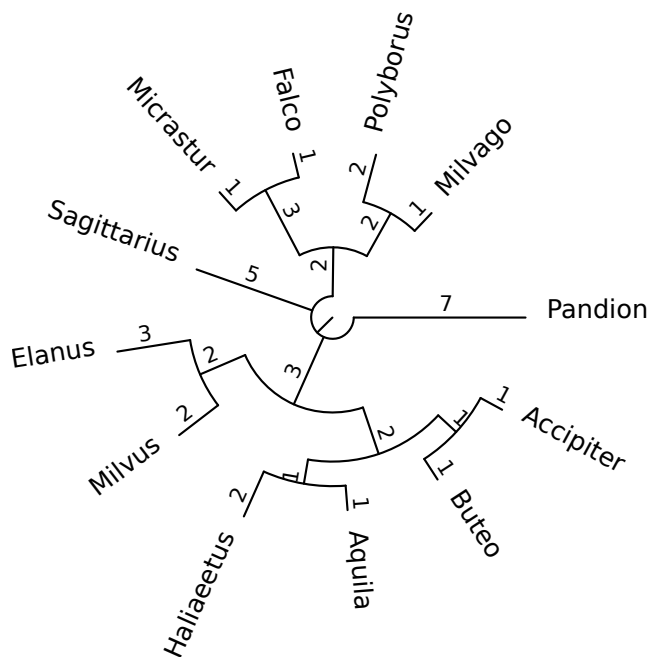 Polyborus
Falco
Micrastur
Milvago
1
2
1
1
3
2
Sagittarius
5
2
7
Pandion
Elanus
3
2
3
1
Accipiter
2
2
1
Milvus
1
1
2
1
Buteo
Haliaeetus
Aquila